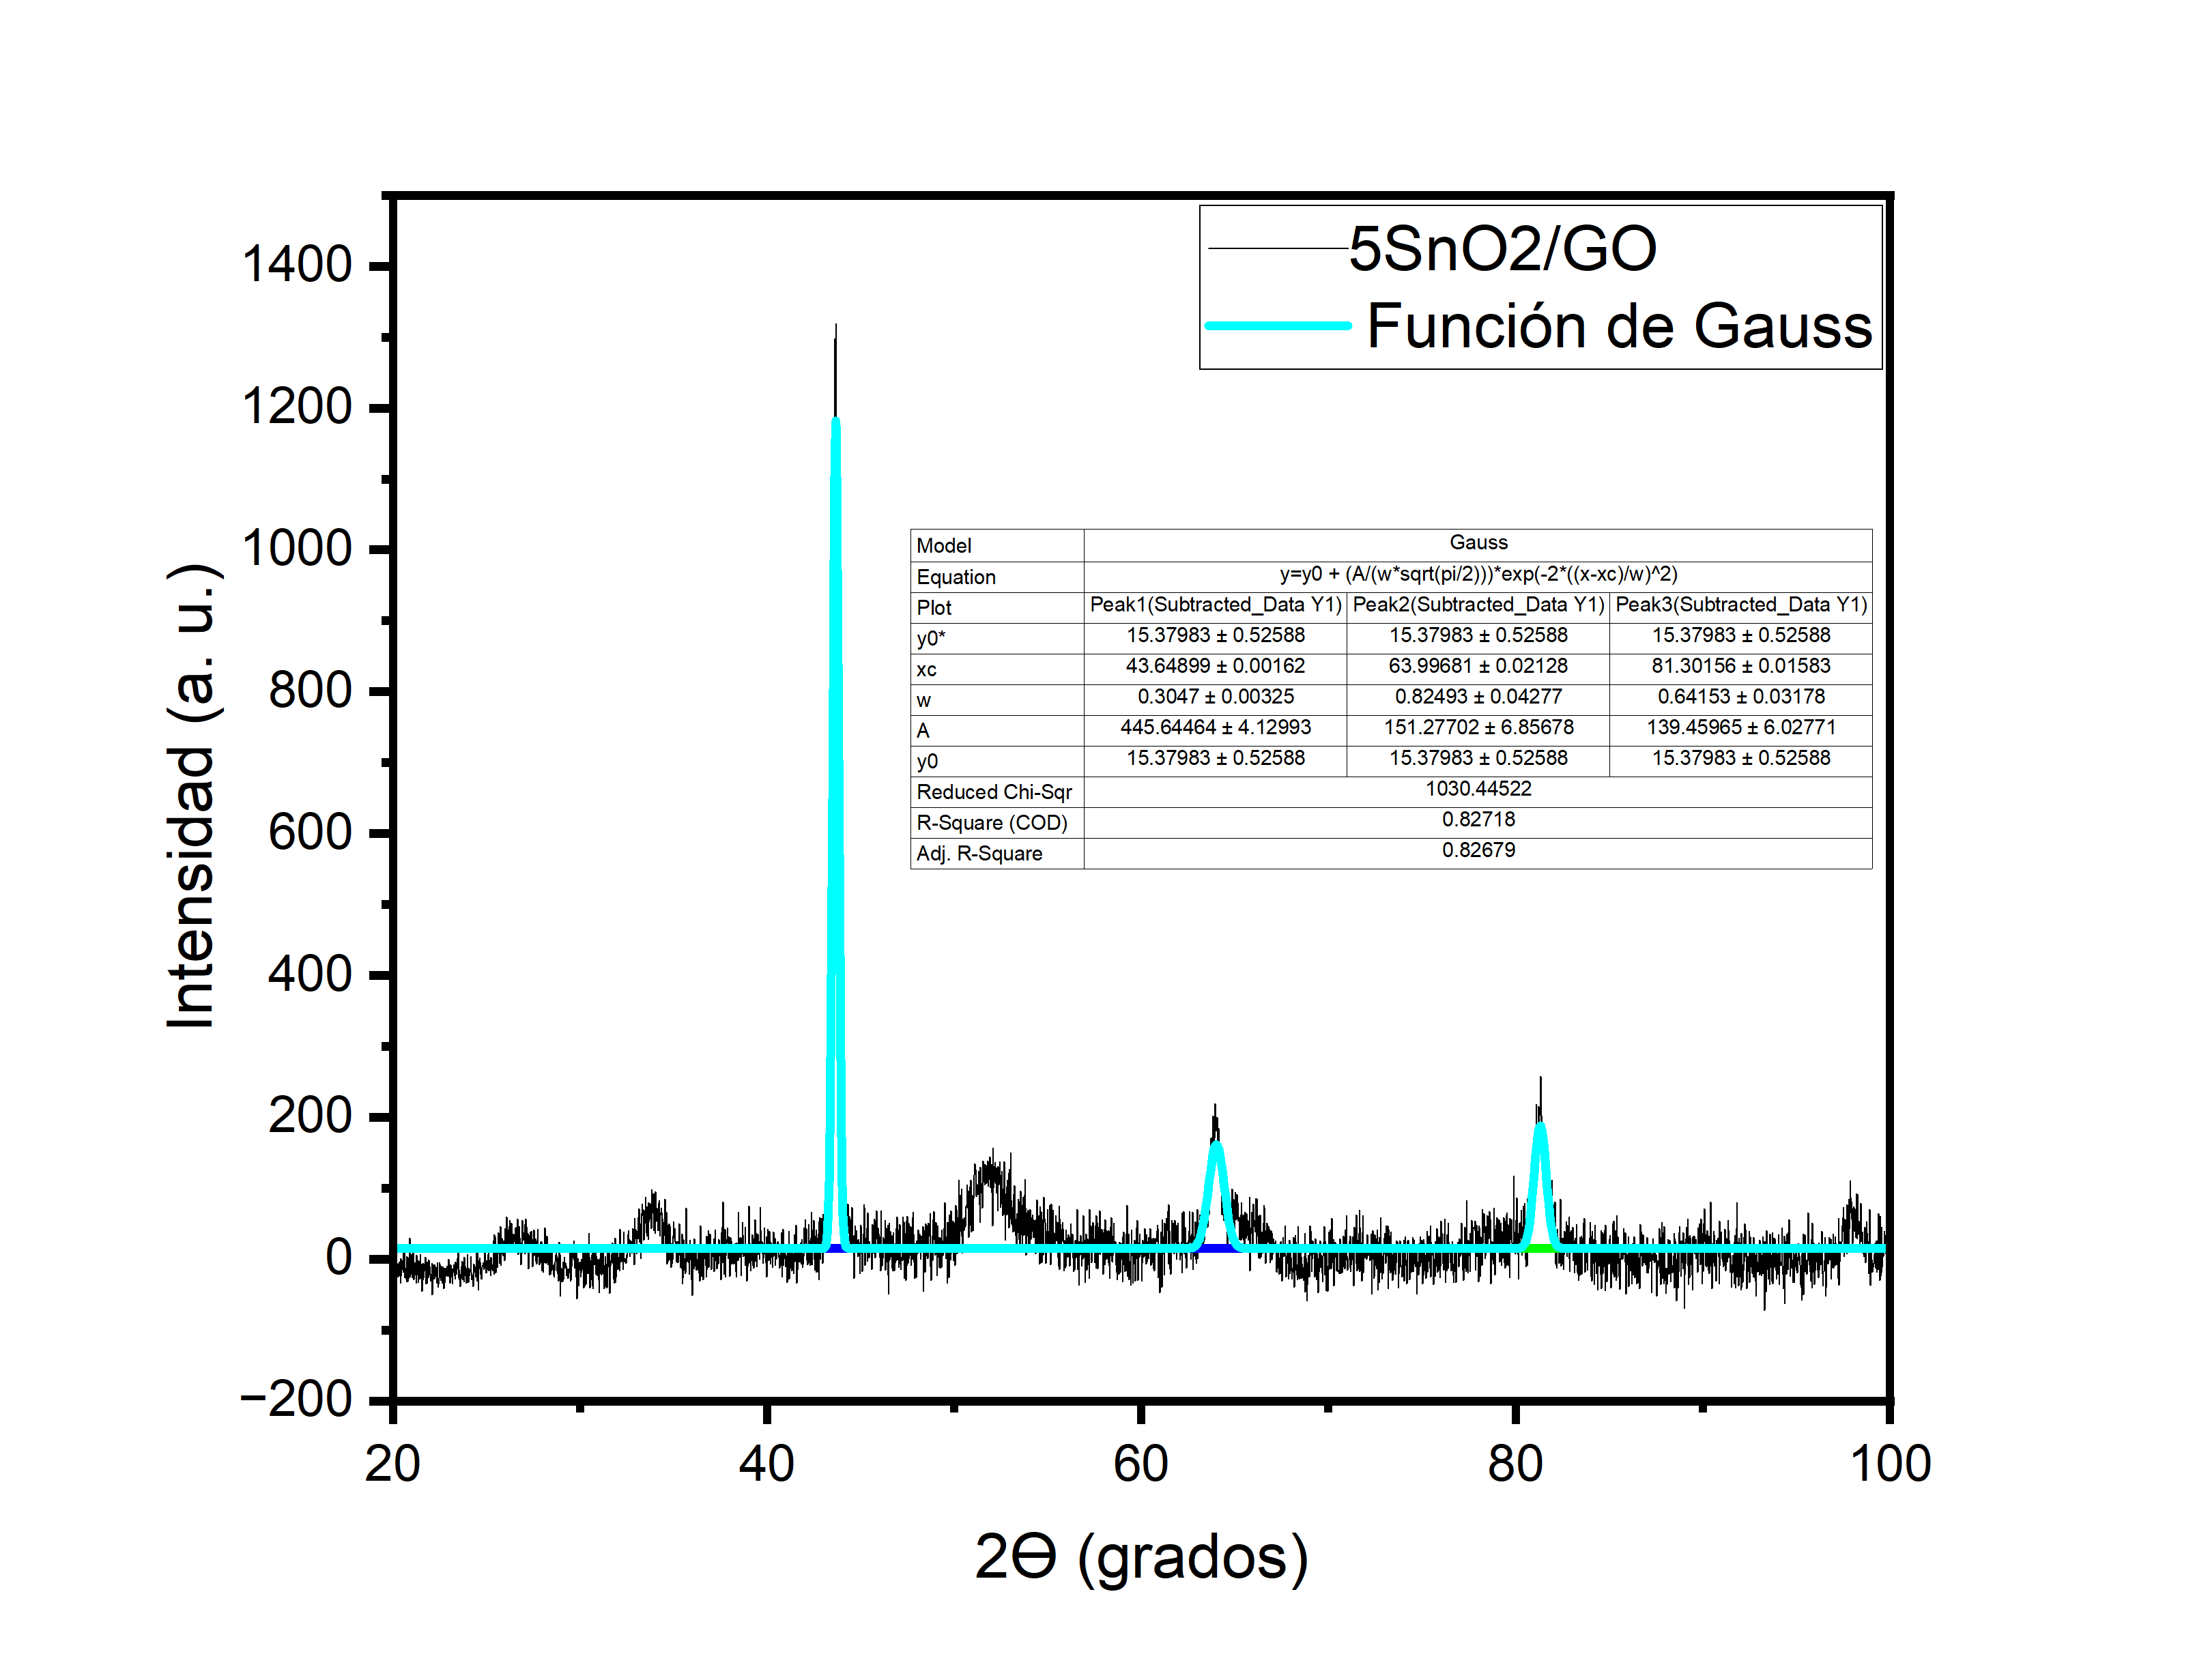 5SnO2/GO
Función de Gauss
1400
1200
1000
800
600
400
200
0
−200
Intensidad (a. u.)
Model Gauss
Equation y=y0 + (A/(w*sqrt(pi/2)))*exp(-2*((x-xc)/w)^2)
Plot Peak1(Subtracted_Data Y1) Peak2(Subtracted_Data Y1) Peak3(Subtracted_Data Y1)
y0* 15.37983 ± 0.52588 15.37983 ± 0.52588 15.37983 ± 0.52588
xc 43.64899 ± 0.00162 63.99681 ± 0.02128 81.30156 ± 0.01583
w 0.3047 ± 0.00325 0.82493 ± 0.04277 0.64153 ± 0.03178
A 445.64464 ± 4.12993 151.27702 ± 6.85678 139.45965 ± 6.02771
y0 15.37983 ± 0.52588 15.37983 ± 0.52588 15.37983 ± 0.52588
Reduced Chi-Sqr 1030.44522
R-Square (COD) 0.82718
Adj. R-Square 0.82679
20 40 60 80 100
2Θ (grados)